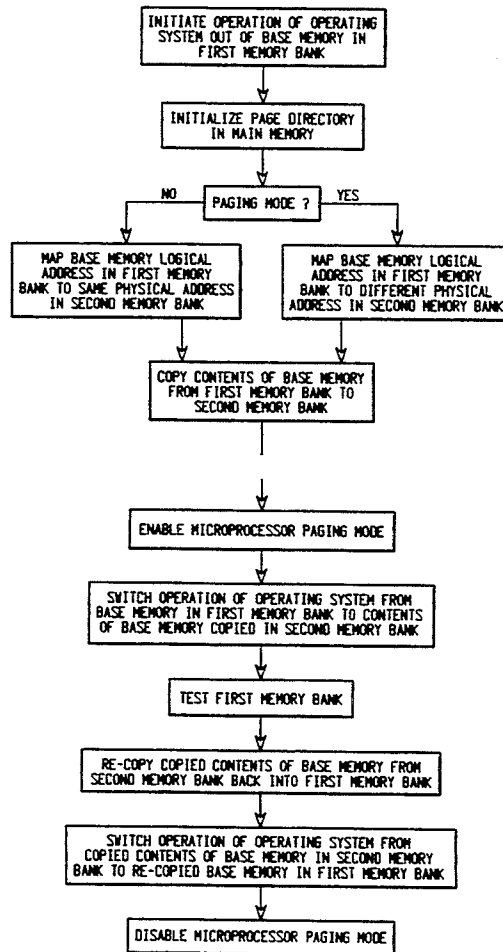 INITIATE OPERATION OF OPERATING
SYSTEM OUT OF BASE MEMORY IN
FIRST MEMORY BANK
INITIALIZE PAGE DIRECTORY
IN MAIN MEMORY
NO
PAGING MODE ?
YES
MAP BASE MEMORY LOGICAL
ADDRESS IN FIRST MEMORY
BANK TO SAME PHYSICAL ADDRESS
IN SECOND MEMORY BANK
MAP BASE MEMORY LOGICAL
ADDRESS IN FIRST MEMORY
BANK TO DIFFERENT PHYSICAL
ADDRESS IN SECOND MEMORY BANK
COPY CONTENTS OF BASE MEMORY
FROM FIRST MEMORY BANK TO
SECOND MEMORY BANK
ENABLE MICROPROCESSOR PAGING MODE
SWITCH OPERATION OF OPERATING SYSTEM FROM
BASE MEMORY IN FIRST MEMORY BANK TO CONTENTS
OF BASE MEMORY COPIED IN SECOND MEMORY BANK
TEST FIRST MEMORY BANK
RE-COPY COPIED CONTENTS OF BASE MEMORY FROM
SECOND MEMORY BANK BACK INTO FIRST MEMORY BANK
SWITCH OPERATION OF OPERATING SYSTEM FROM
COPIED CONTENTS OF BASE MEMORY IN SECOND MEMORY
BANK TO RE-COPIED BASE MEMORY IN FIRST MEMORY BANK
DISABLE MICROPROCESSOR PAGING MODE